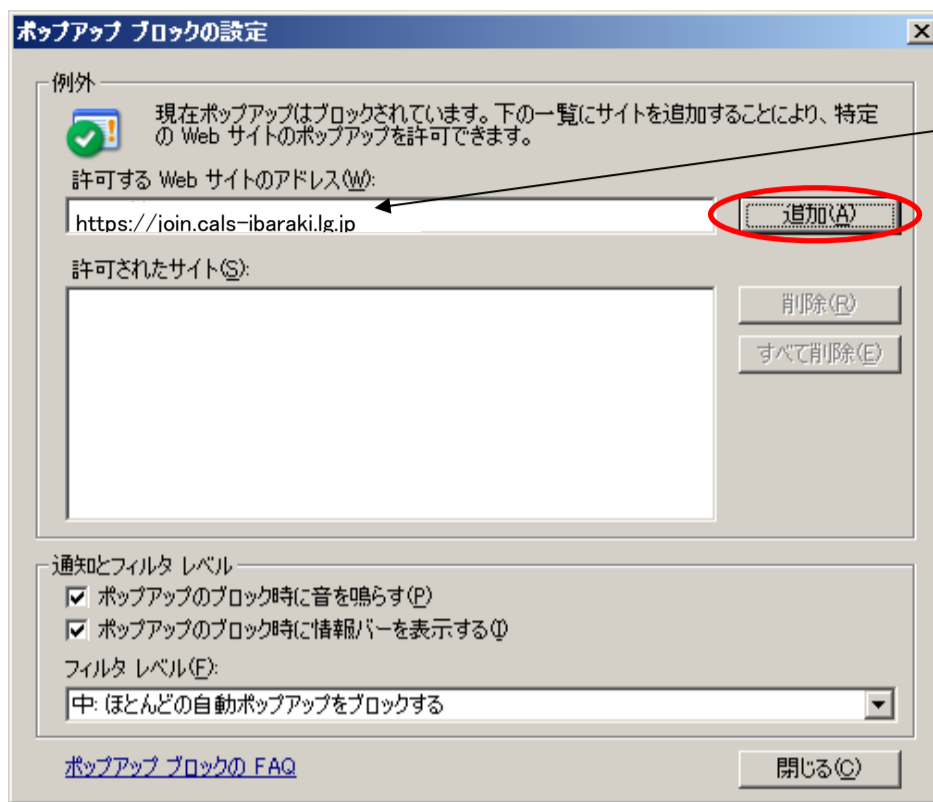 ポップアップ ブロックの設定
例外
現在ポップアップはブロックされています。下の一覧にサイトを追加することにより、特定
の Web サイトのポップアップを許可できます。
許可する Web サイトのアドレス(W):
https://join.cals-ibaraki.lg.jp
追加(A)
許可されたサイト(S):
削除(R)
すべて削除(E)
通知とフィルタ レベル
ポップアップのブロック時に音を鳴らす(P)
ポップアップのブロック時に情報バーを表示する(I)
フィルタ レベル(F):
中: ほとんどの自動ポップアップをブロックする
ポップアップ ブロックの FAQ
閉じる(C)